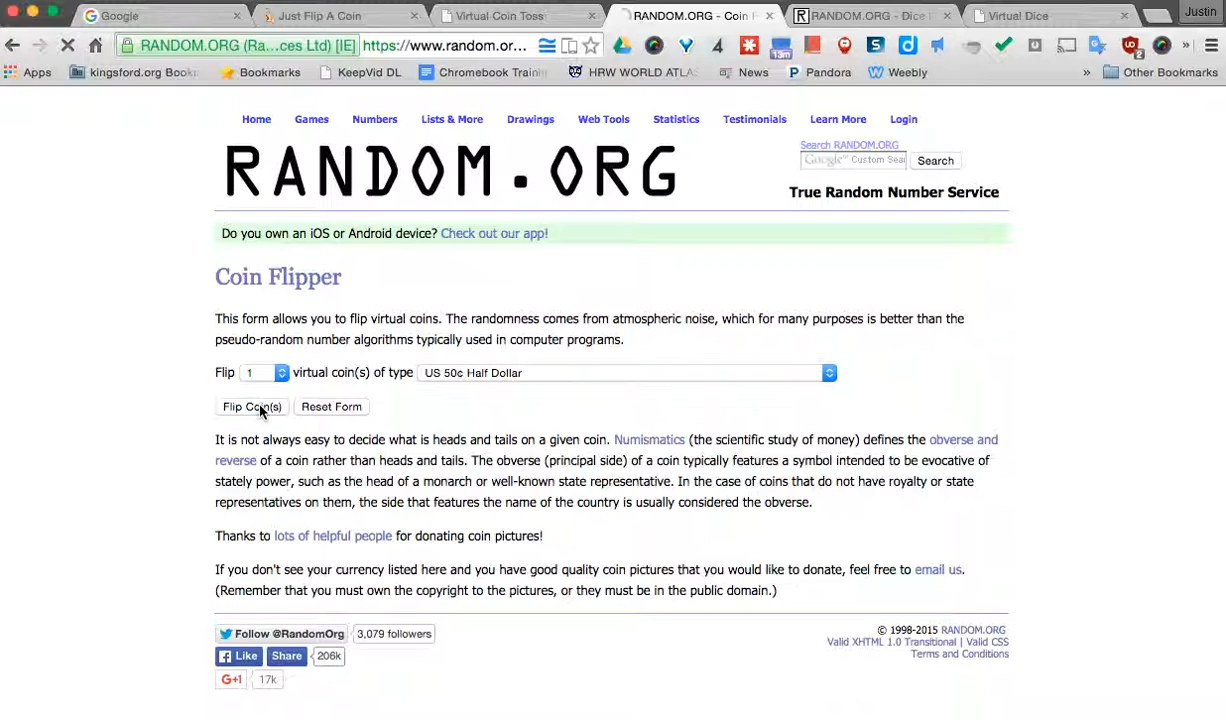 Google
Just Flip A Coin
Virtual Coin Toss
RANDOM.ORG - Coin F
RANDOM.ORG - Dice
Virtual Dice
Justin
RANDOM.ORG (Ra...ces Ltd) [IE]
https://www.random.or...
Apps
kingsford.org Book
Bookmarks
KeepVid DL
Chromebook Traini
HRW WORLD ATLA
News
Pandora
Weebly
»
Other Bookmarks
Home
Games
Numbers
Lists & More
Drawings
Web Tools
Statistics
Testimonials
Learn More
Login
RANDOM.ORG
Search RANDOM.ORG
Google™ Custom Sear
Search
True Random Number Service
Do you own an iOS or Android device? Check out our app!
Coin Flipper
This form allows you to flip virtual coins. The randomness comes from atmospheric noise, which for many purposes is better than the
pseudo-random number algorithms typically used in computer programs.
Flip 1 virtual coin(s) of type US 50¢ Half Dollar
Flip Coin(s)
Reset Form
It is not always easy to decide what is heads and tails on a given coin. Numismatics (the scientific study of money) defines the obverse and
reverse of a coin rather than heads and tails. The obverse (principal side) of a coin typically features a symbol intended to be evocative of
stately power, such as the head of a monarch or well-known state representative. In the case of coins that do not have royalty or state
representatives on them, the side that features the name of the country is usually considered the obverse.
Thanks to lots of helpful people for donating coin pictures!
If you don't see your currency listed here and you have good quality coin pictures that you would like to donate, feel free to email us.
(Remember that you must own the copyright to the pictures, or they must be in the public domain.)
Follow @RandomOrg
3,079 followers
Like
Share
206k
G+1
17k
© 1998-2015 RANDOM.ORG
Valid XHTML 1.0 Transitional | Valid CSS
Terms and Conditions